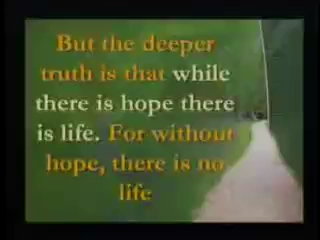 But the deeper
truth is that while
there is hope there
is life. For without
hope, there is no
life